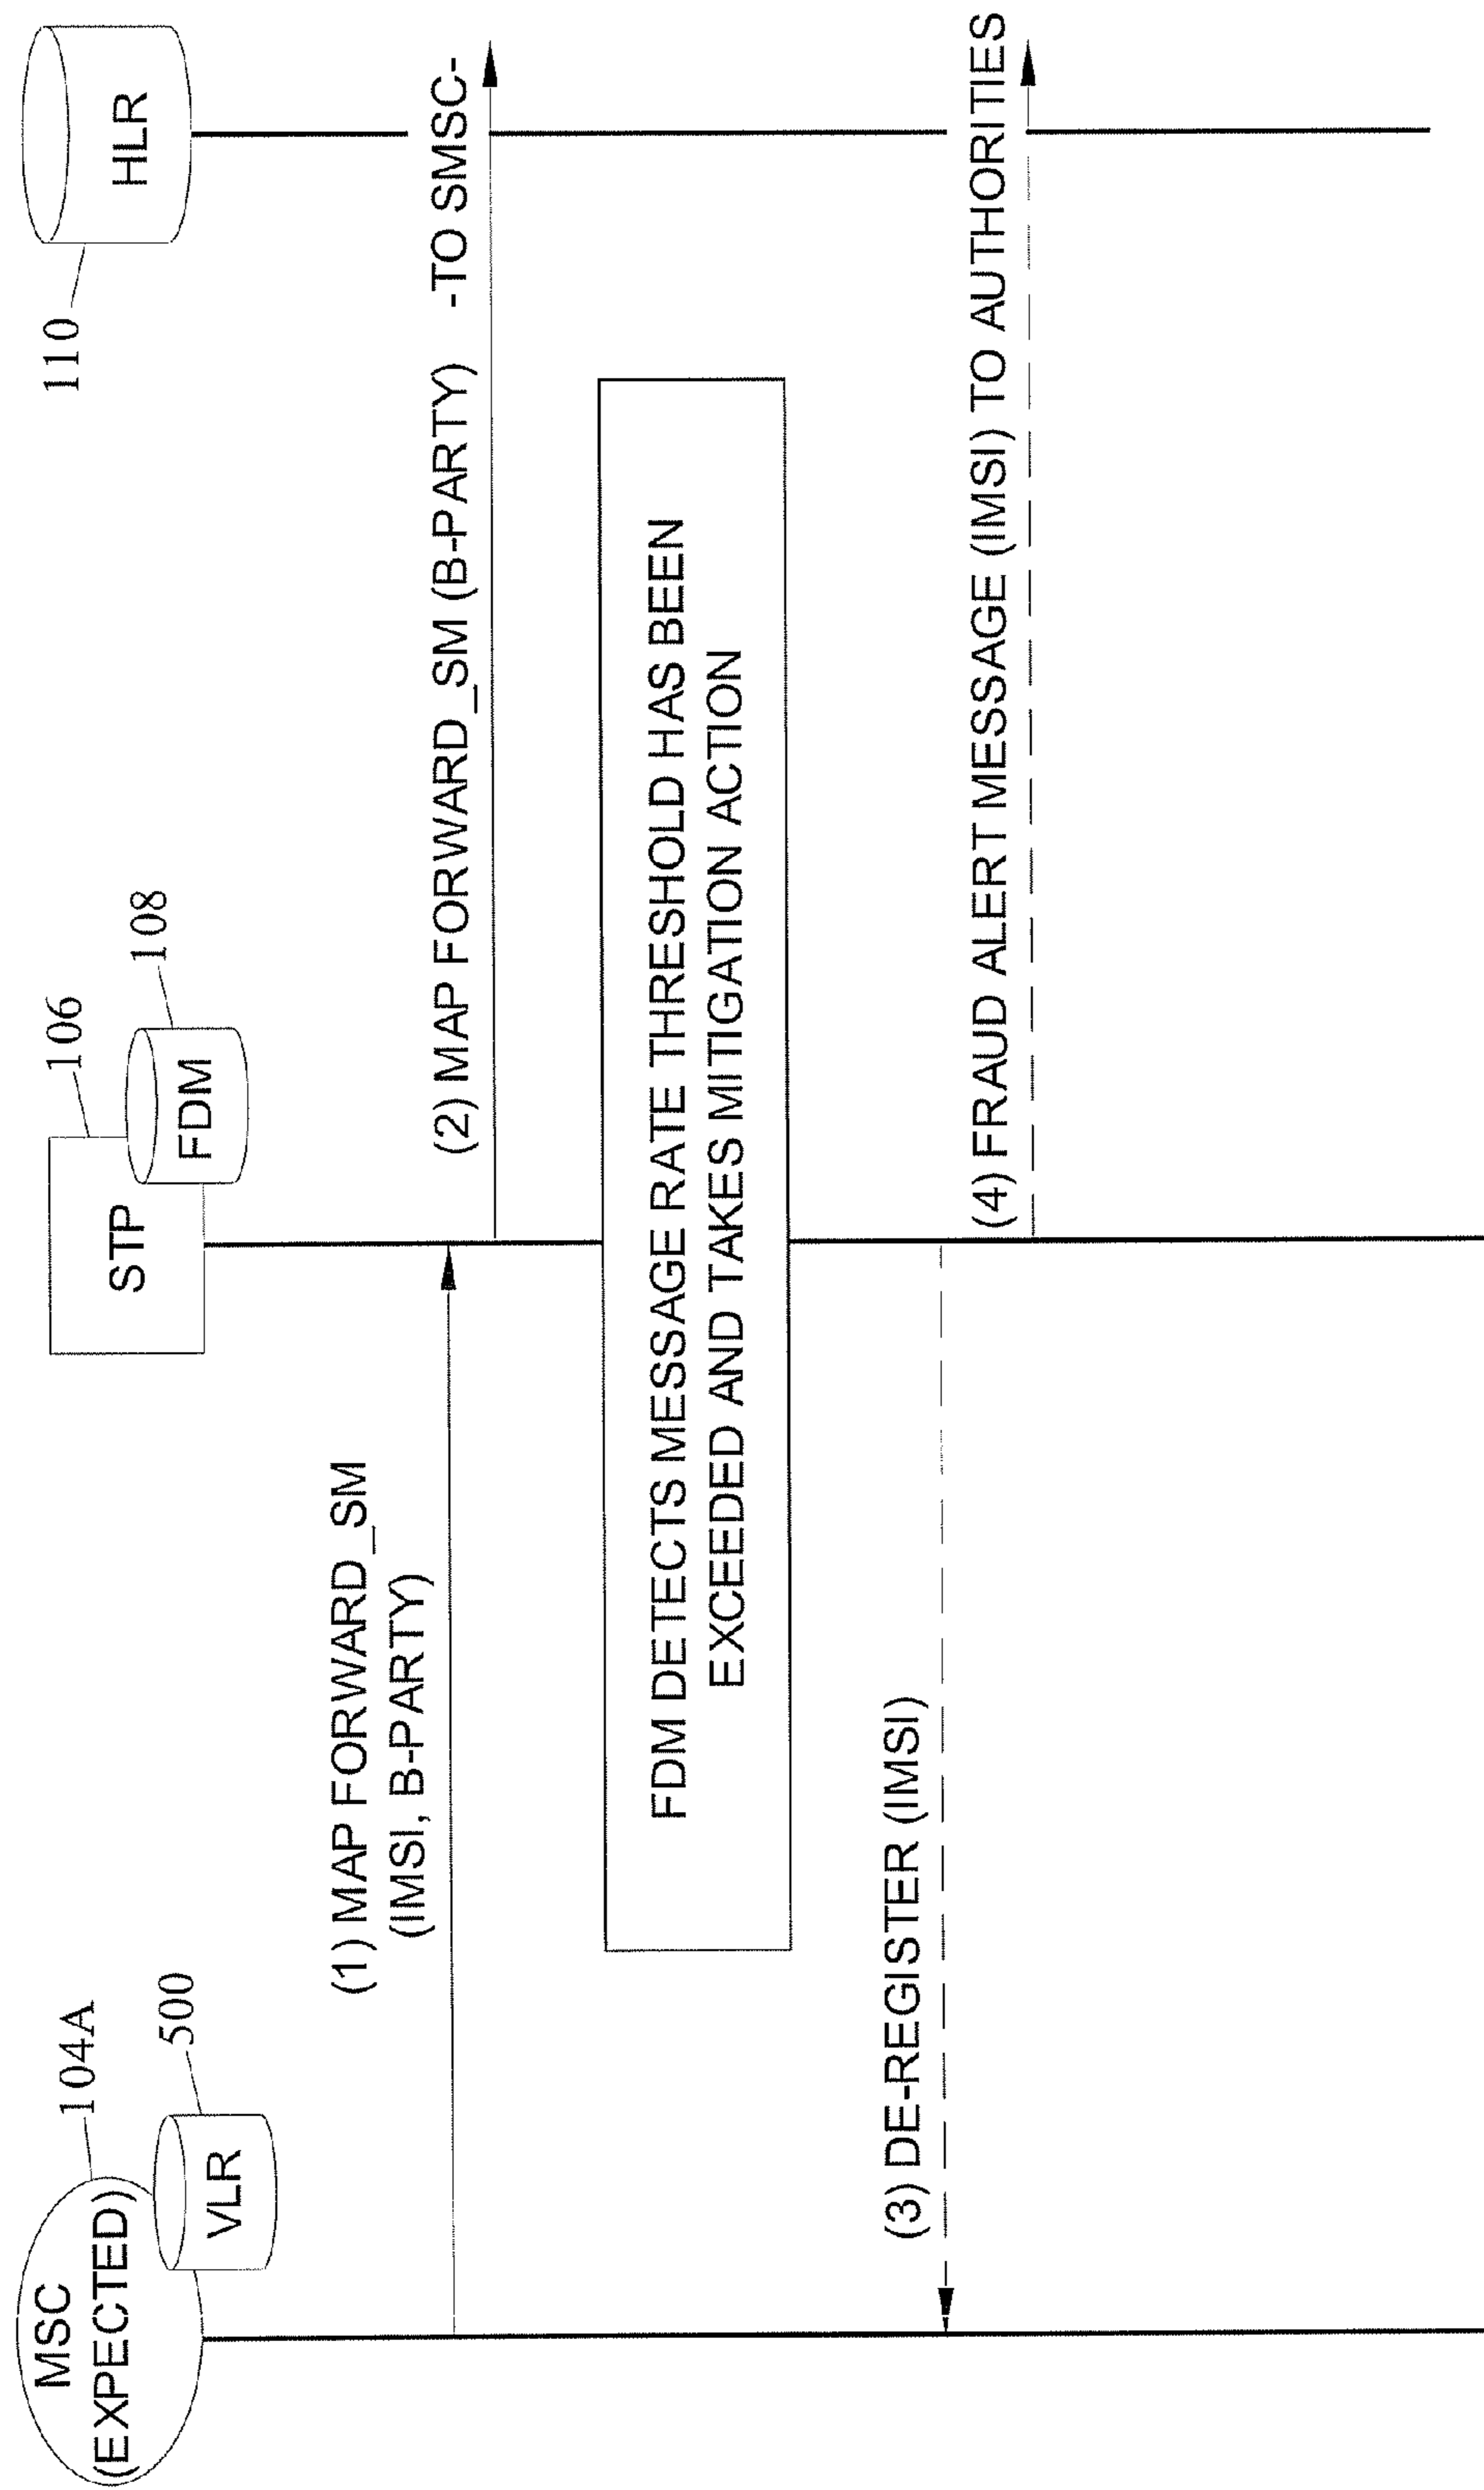 MSC
(EXPECTED)
104A
VLR
500
STP
106
FDM
108
HLR
110
(1) MAP FORWARD_SM
(IMSI, B-PARTY)
(2) MAP FORWARD_SM (B-PARTY) -TO SMSC-
FDM DETECTS MESSAGE RATE THRESHOLD HAS BEEN
EXCEEDED AND TAKES MITIGATION ACTION
(3) DE-REGISTER (IMSI)
(4) FRAUD ALERT MESSAGE (IMSI) TO AUTHORITIES